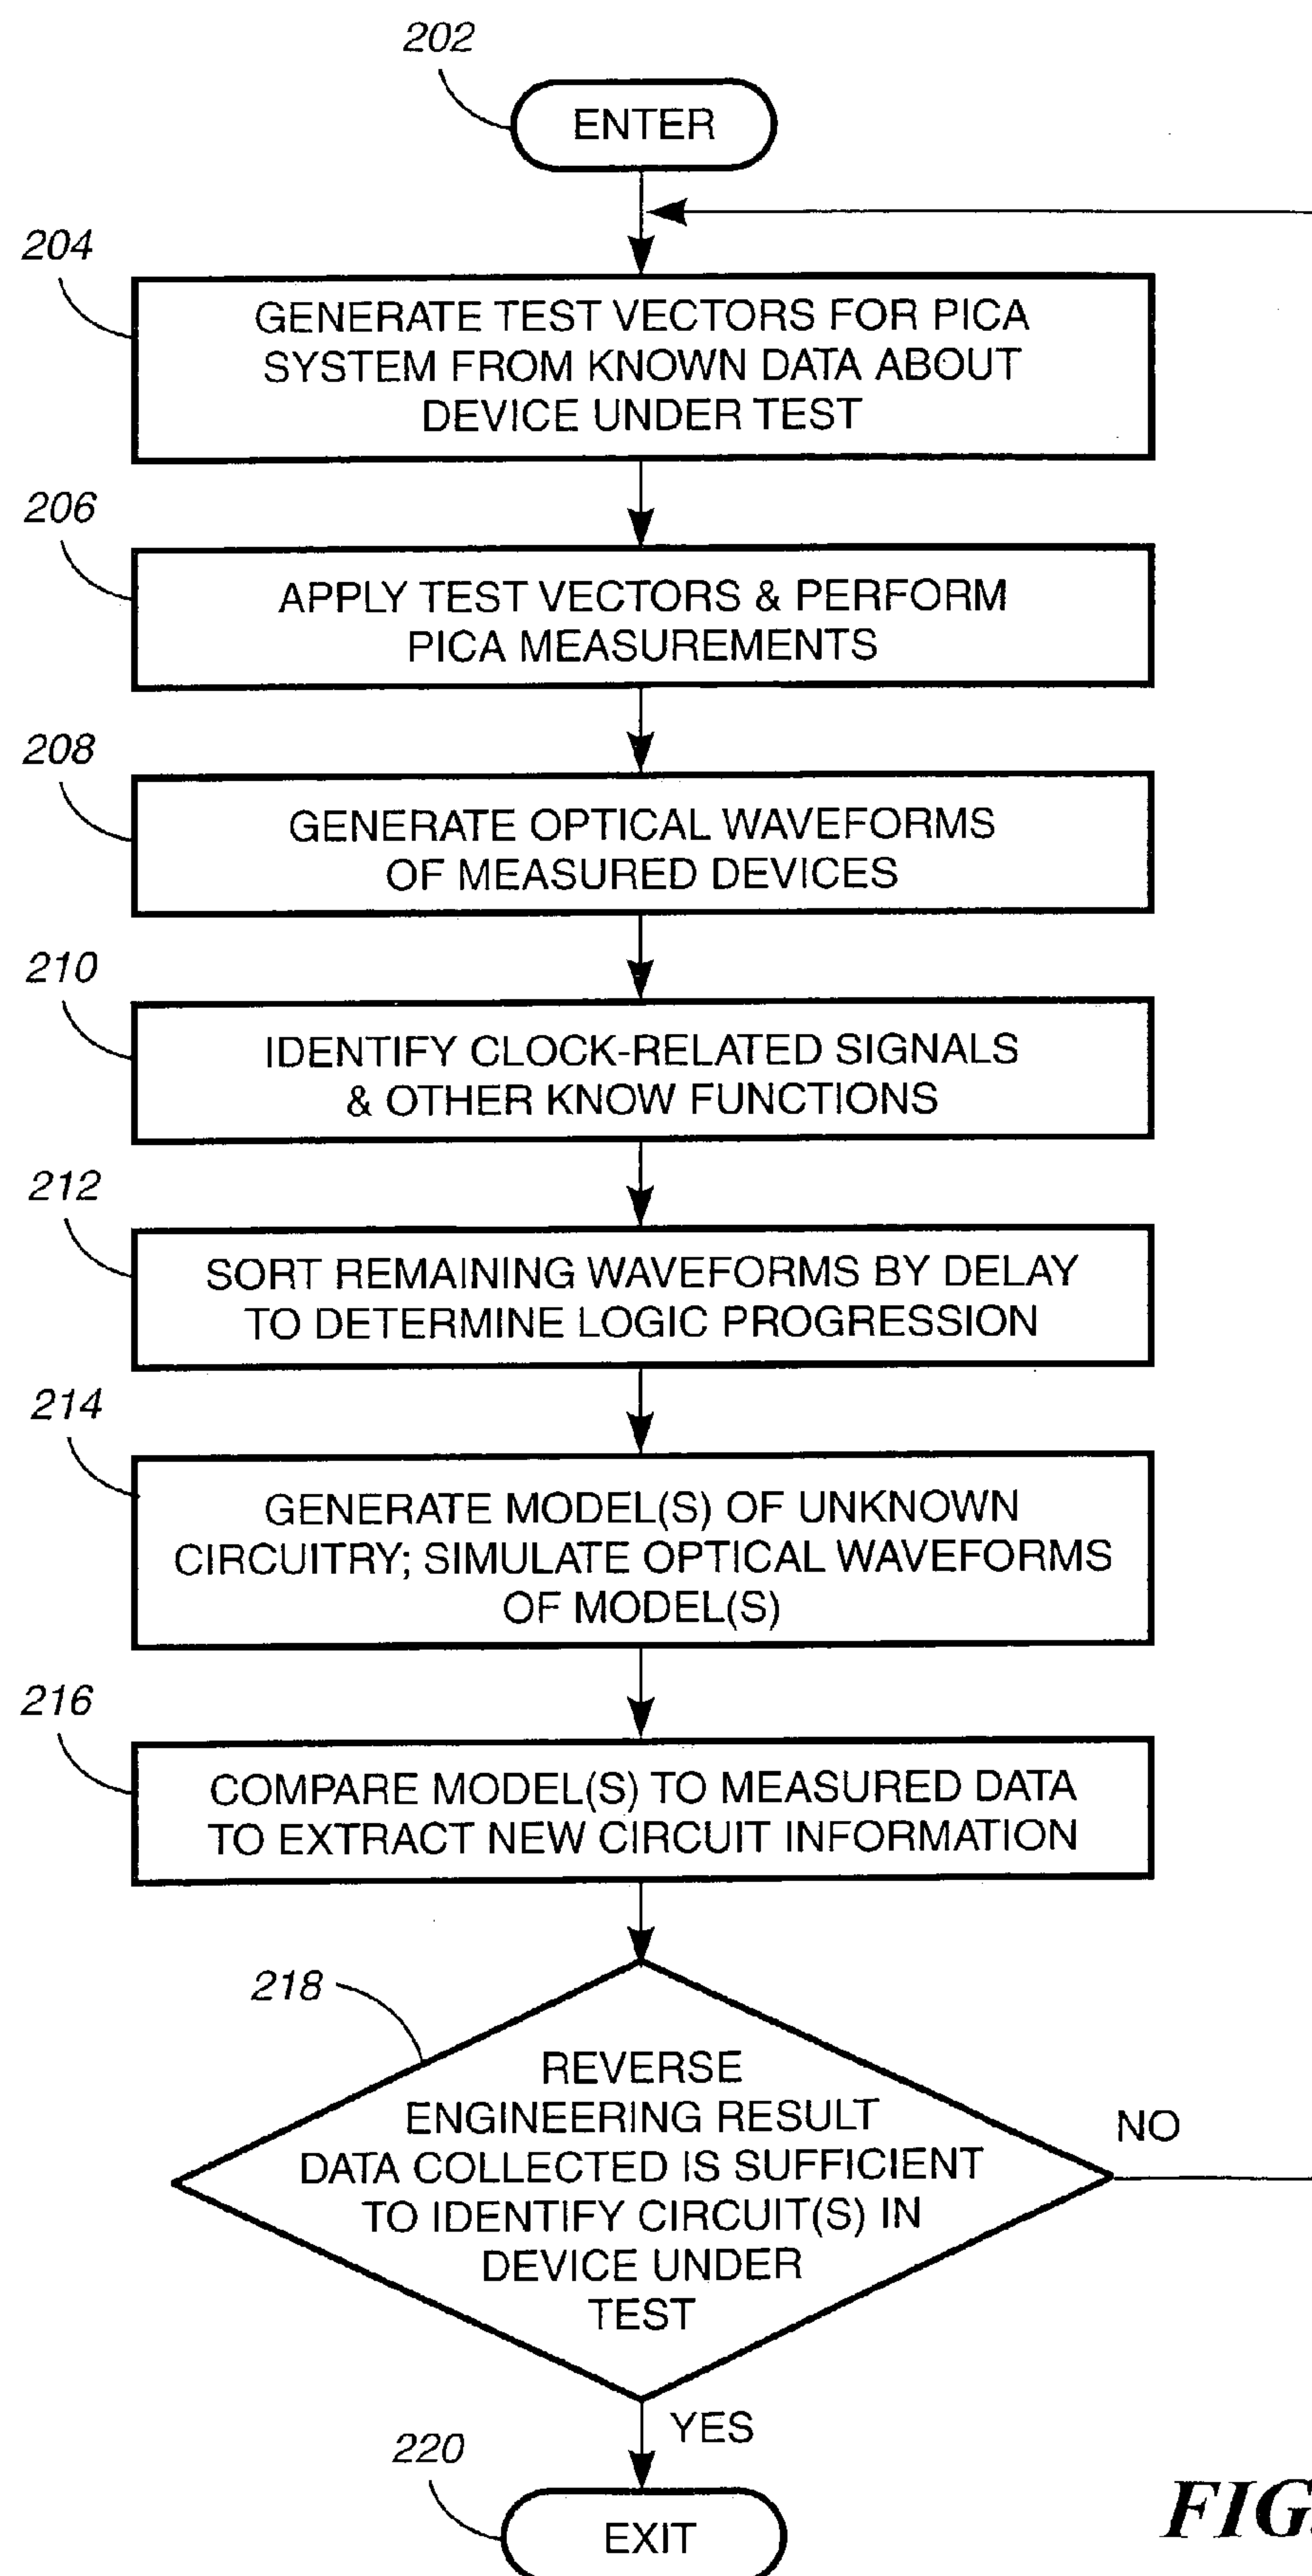 202
ENTER
204
GENERATE TEST VECTORS FOR PICA
SYSTEM FROM KNOWN DATA ABOUT
DEVICE UNDER TEST
206
APPLY TEST VECTORS & PERFORM
PICA MEASUREMENTS
208
GENERATE OPTICAL WAVEFORMS
OF MEASURED DEVICES
210
IDENTIFY CLOCK-RELATED SIGNALS
& OTHER KNOW FUNCTIONS
212
SORT REMAINING WAVEFORMS BY DELAY
TO DETERMINE LOGIC PROGRESSION
214
GENERATE MODEL(S) OF UNKNOWN
CIRCUITRY; SIMULATE OPTICAL WAVEFORMS
OF MODEL(S)
216
COMPARE MODEL(S) TO MEASURED DATA
TO EXTRACT NEW CIRCUIT INFORMATION
218
REVERSE
ENGINEERING RESULT
DATA COLLECTED IS SUFFICIENT
TO IDENTIFY CIRCUIT(S) IN
DEVICE UNDER
TEST
NO
YES
220
EXIT
FIG.